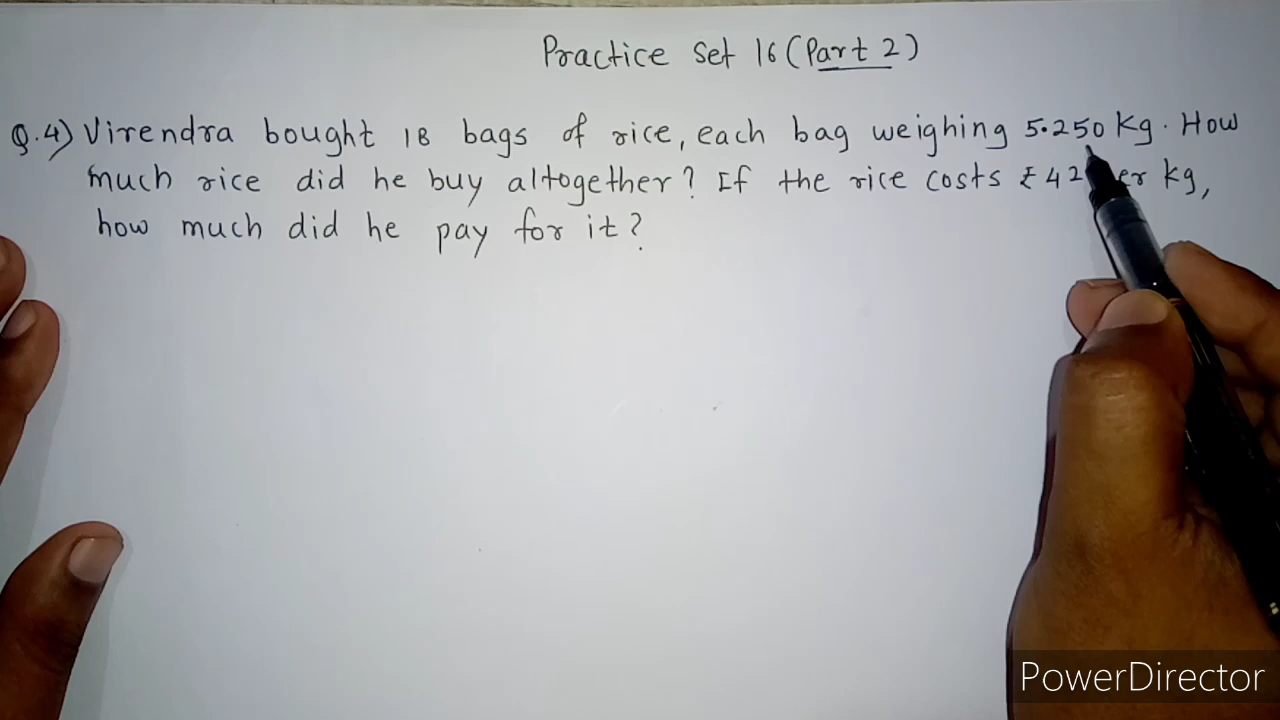 Practice Set 16 (Part 2)
Q.4) Virendra bought 18 bags of rice, each bag weighing 5.250 Kg. How
much rice did he buy altogether? If the rice costs ₹ 42 kg,
how much did he pay for it?
PowerDirector